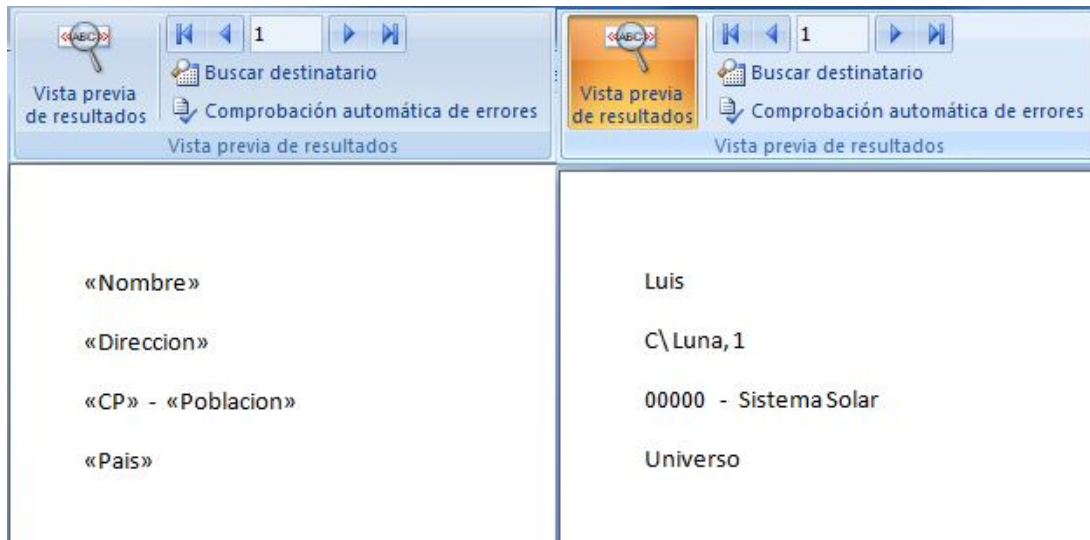 «ABC»
1
Buscar destinatario
Vista previa
de resultados
Comprobación automática de errores
Vista previa de resultados
«Nombre»
«Direccion»
«CP» - «Poblacion»
«Pais»
«ABC»
1
Buscar destinatario
Vista previa
de resultados
Comprobación automática de errores
Vista previa de resultados
Luis
C\ Luna, 1
00000 - Sistema Solar
Universo